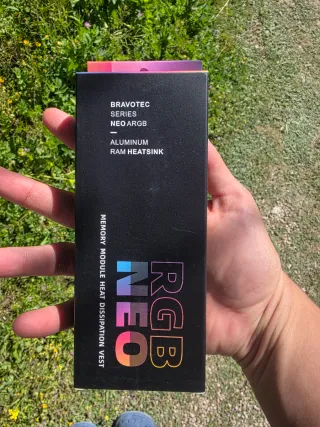 BRAVOTEC
SERIES
NEO ARGB
ALUMINUM
RAM HEATSINK
MEMORY MODULE HEAT DISSIPATION VEST
RGB
NEO